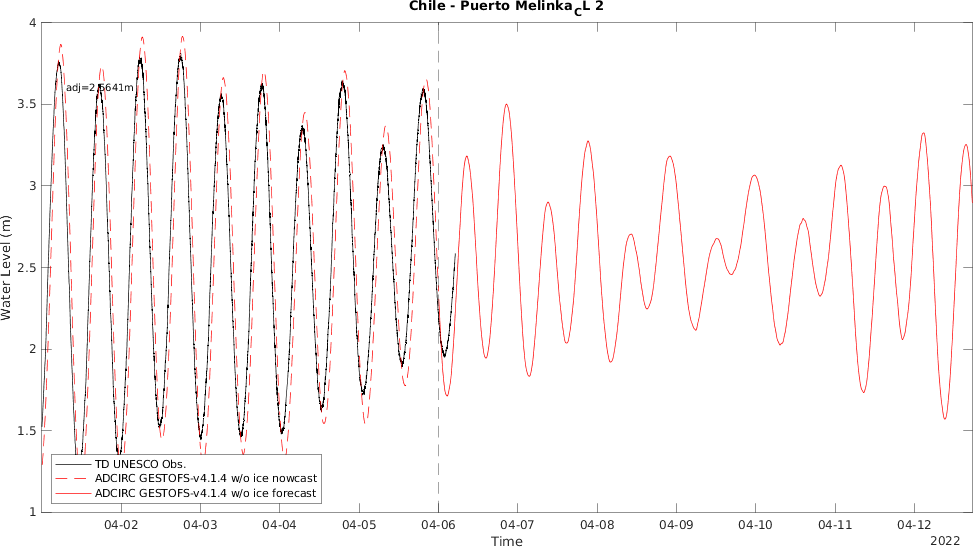 Chile - Puerto MelinkaCL 2
4
3.5
3
2.5
2
1.5
1
Water Level (m)
adj=2.5641m
TD UNESCO Obs.
ADCIRC GESTOFS-v4.1.4 w/o ice nowcast
ADCIRC GESTOFS-v4.1.4 w/o ice forecast
04-02 04-03 04-04 04-05 04-06 04-07 04-08 04-09 04-10 04-11 04-12
Time
2022